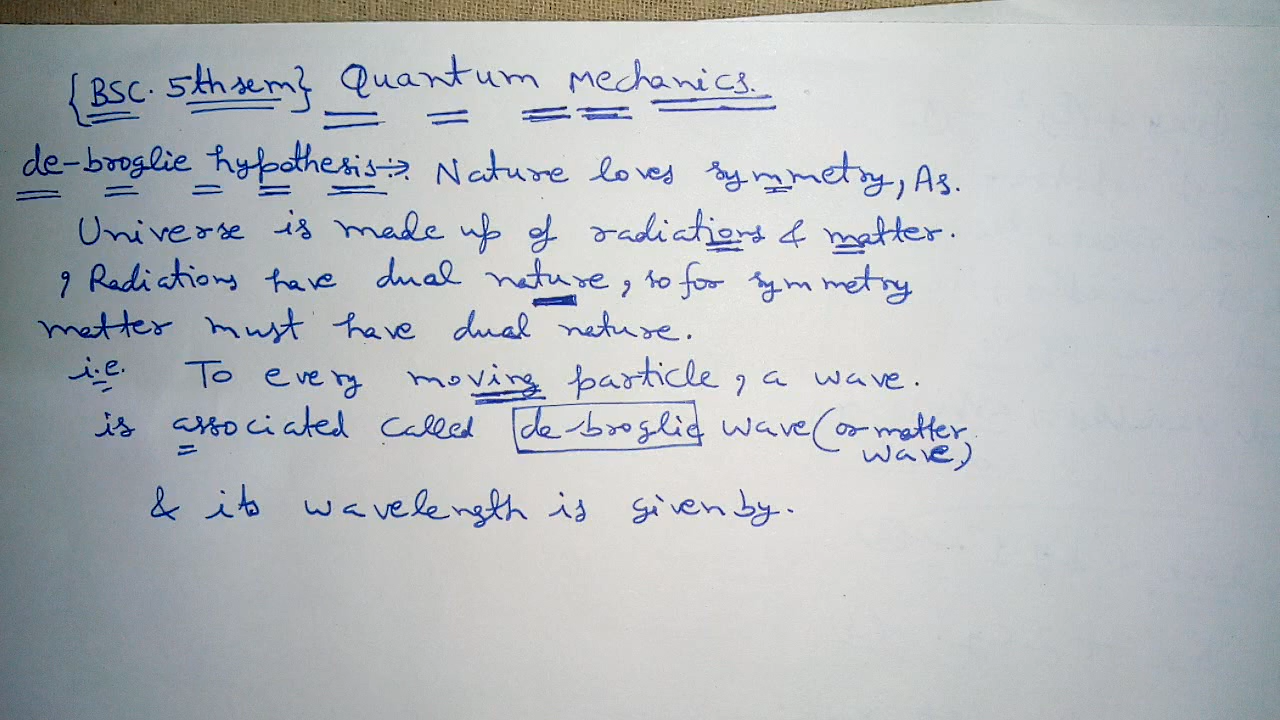 {BSC. 5th sem} Quantum Mechanics.
de-broglie hypothesis:→ Nature loves symmetry, As.
Universe is made up of radiations & matter.
, Radiations have dual nature, so for symmetry
matter must have dual nature.
i.e. To every moving particle, a wave.
is associated called de-broglie wave (or matter
wave)
& its wavelength is given by.